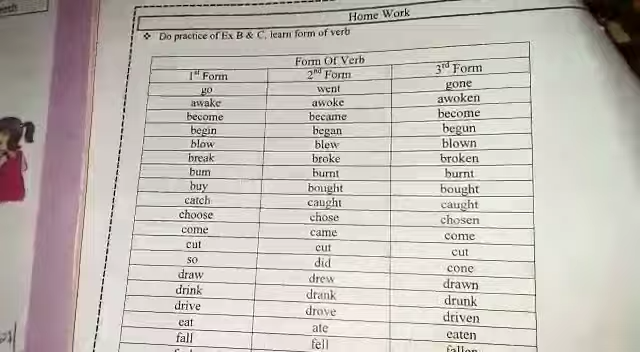 Home Work
❖ Do practice of Ex B & C, learn form of verb
Form Of Verb
1st Form 2nd Form 3rd Form
go went gone
awake awoke awoken
become became become
begin began begun
blow blew blown
break broke broken
burn burnt burnt
buy bought bought
catch caught caught
choose chose chosen
come came come
cut cut cut
so did cone
draw drew drawn
drink drank drunk
drive drove driven
eat ate eaten
fall fell fallen